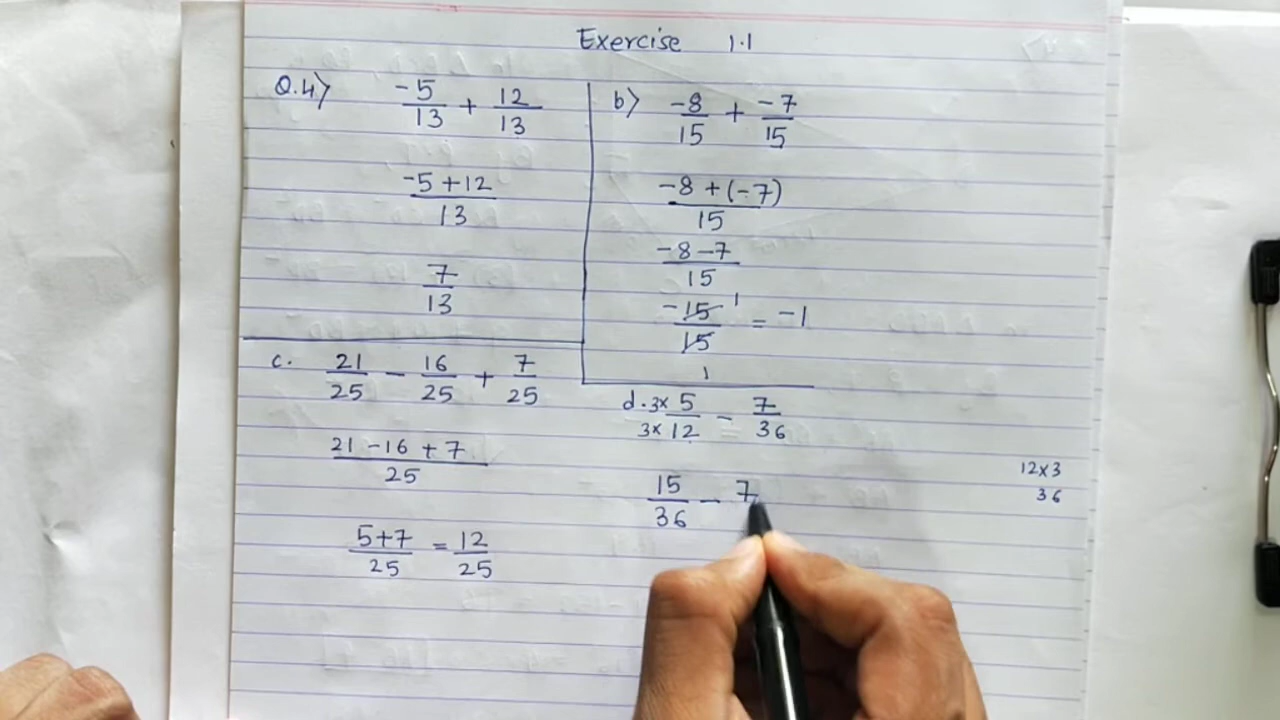 Exercise 1.1
Q.4) -5/13 + 12/13
-5+12/13
7/13
b) -8/15 + -7/15
-8+(-7)/15
-8-7/15
-15/15 = -1
1
1
c. 21/25 - 16/25 + 7/25
21-16+7/25
5+7/25 = 12/25
d. 3× 5/3× 12 - 7/36
15/36 - 7
12×3
36